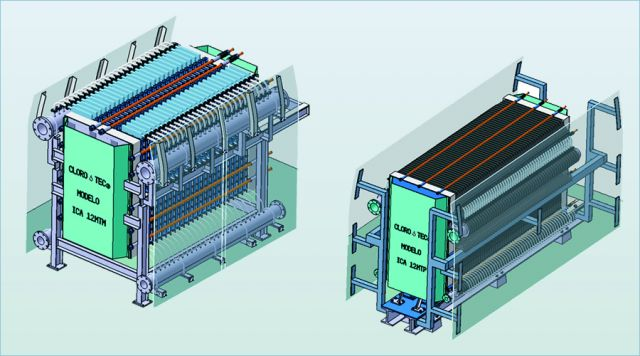 CLORO TEC®
MODELO
ICA 12MTM
CLORO TEC®
MODELO
ICA 12MTP